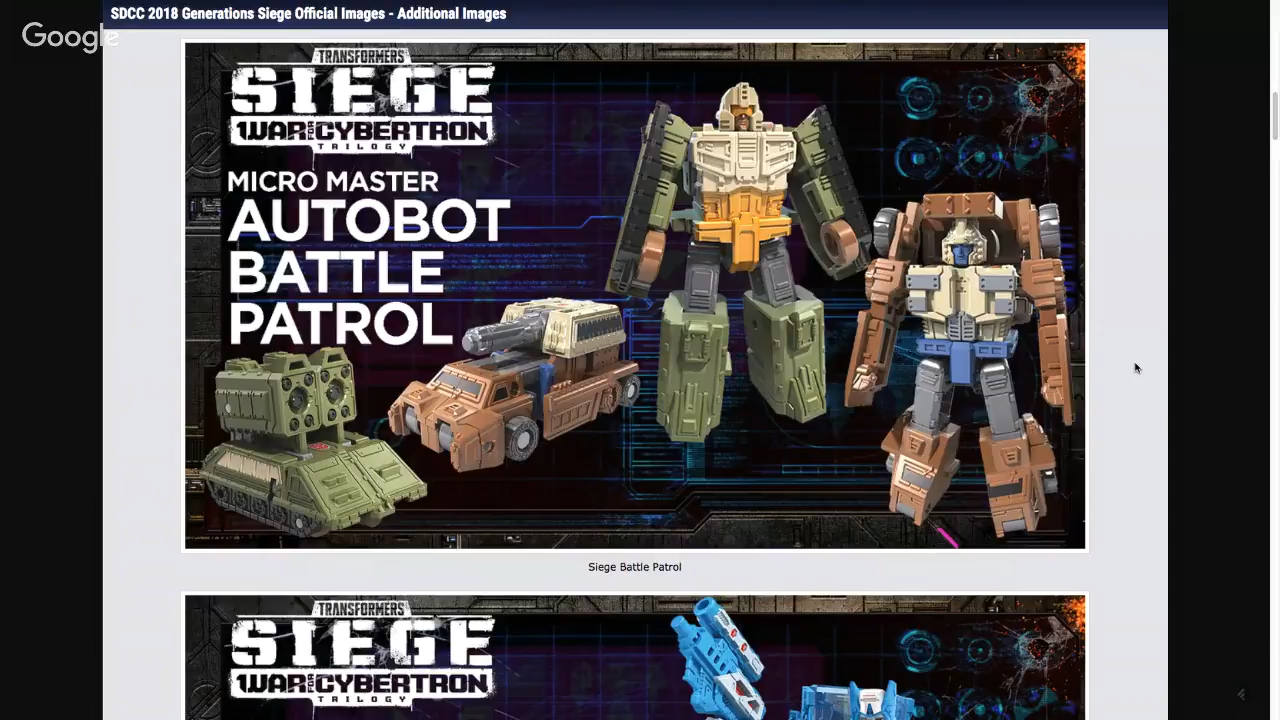 SDCC 2018 Generations Siege Official Images - Additional Images
Google
TRANSFORMERS
SIEGE
WAR FOR CYBERTRON
TRILOGY
MICRO MASTER
AUTOBOT
BATTLE
PATROL
Siege Battle Patrol
TRANSFORMERS
SIEGE
WAR FOR CYBERTRON
TRILOGY